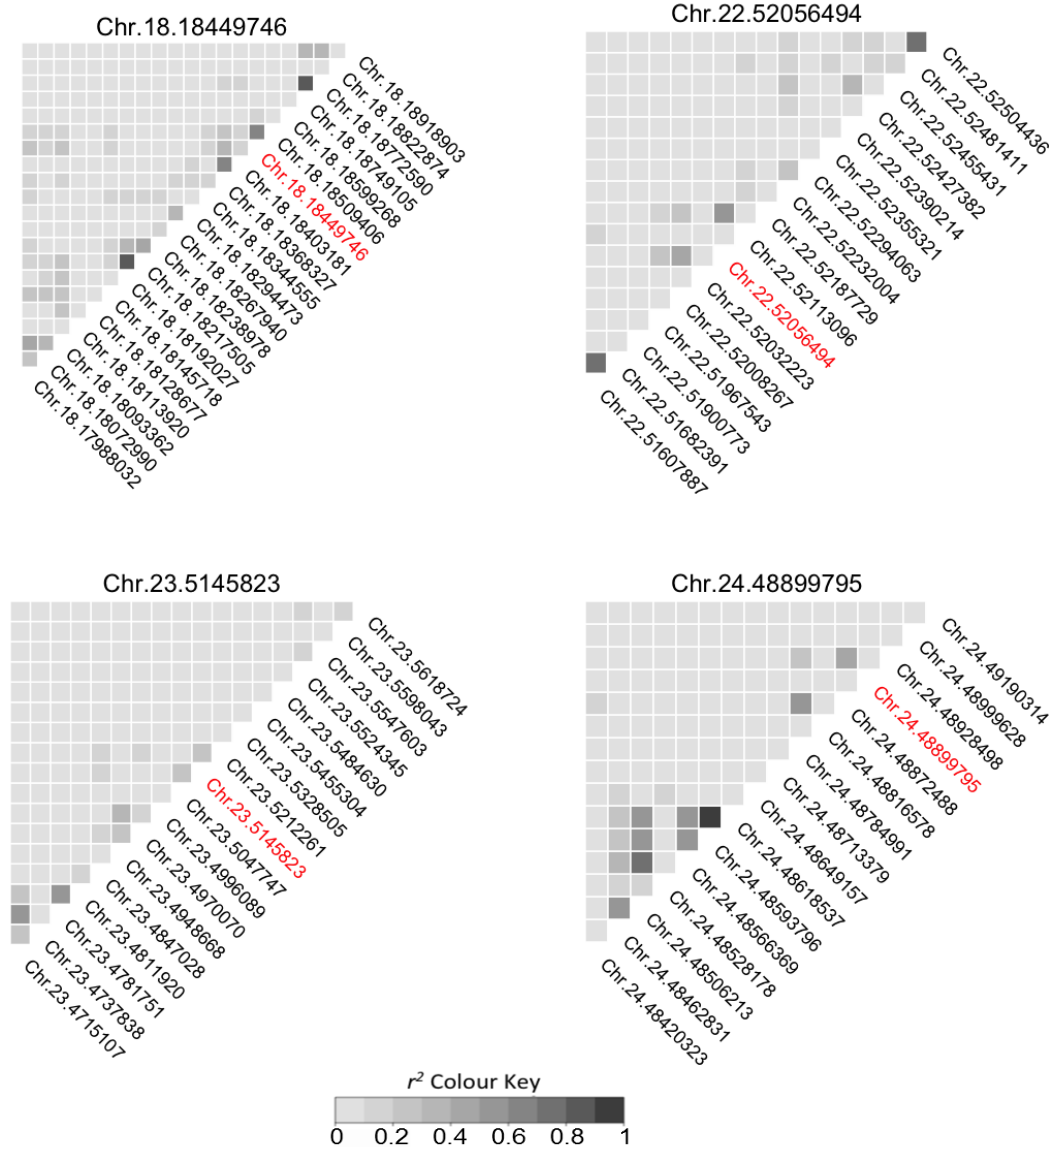 Chr.18.18449746
Chr.18.18918903
Chr.18.18822874
Chr.18.18772590
Chr.18.18749105
Chr.18.18599268
Chr.18.18509406
Chr.18.18449746
Chr.18.18403181
Chr.18.18368327
Chr.18.18344555
Chr.18.18294473
Chr.18.18267940
Chr.18.18238978
Chr.18.18217505
Chr.18.18192027
Chr.18.18145718
Chr.18.18128677
Chr.18.18113920
Chr.18.18093362
Chr.18.18072990
Chr.18.17988032
Chr.22.52056494
Chr.22.52504436
Chr.22.52481411
Chr.22.52455431
Chr.22.52427382
Chr.22.52390214
Chr.22.52355321
Chr.22.52294063
Chr.22.52232004
Chr.22.52187729
Chr.22.52113096
Chr.22.52056494
Chr.22.52032223
Chr.22.52008267
Chr.22.51967543
Chr.22.51900773
Chr.22.51682391
Chr.22.51607887
Chr.23.5145823
Chr.23.5618724
Chr.23.5598043
Chr.23.5547603
Chr.23.5524345
Chr.23.5484630
Chr.23.5455304
Chr.23.5328505
Chr.23.5212261
Chr.23.5145823
Chr.23.5047747
Chr.23.4996089
Chr.23.4970070
Chr.23.4948668
Chr.23.4847028
Chr.23.4811920
Chr.23.4781751
Chr.23.4737838
Chr.23.4715107
Chr.24.48899795
Chr.24.49190314
Chr.24.48999628
Chr.24.48928498
Chr.24.48899795
Chr.24.48872488
Chr.24.48816578
Chr.24.48784991
Chr.24.48713379
Chr.24.48649157
Chr.24.48618537
Chr.24.48593796
Chr.24.48566369
Chr.24.48528178
Chr.24.48506213
Chr.24.48462831
Chr.24.48420323
r² Colour Key
0 0.2 0.4 0.6 0.8 1